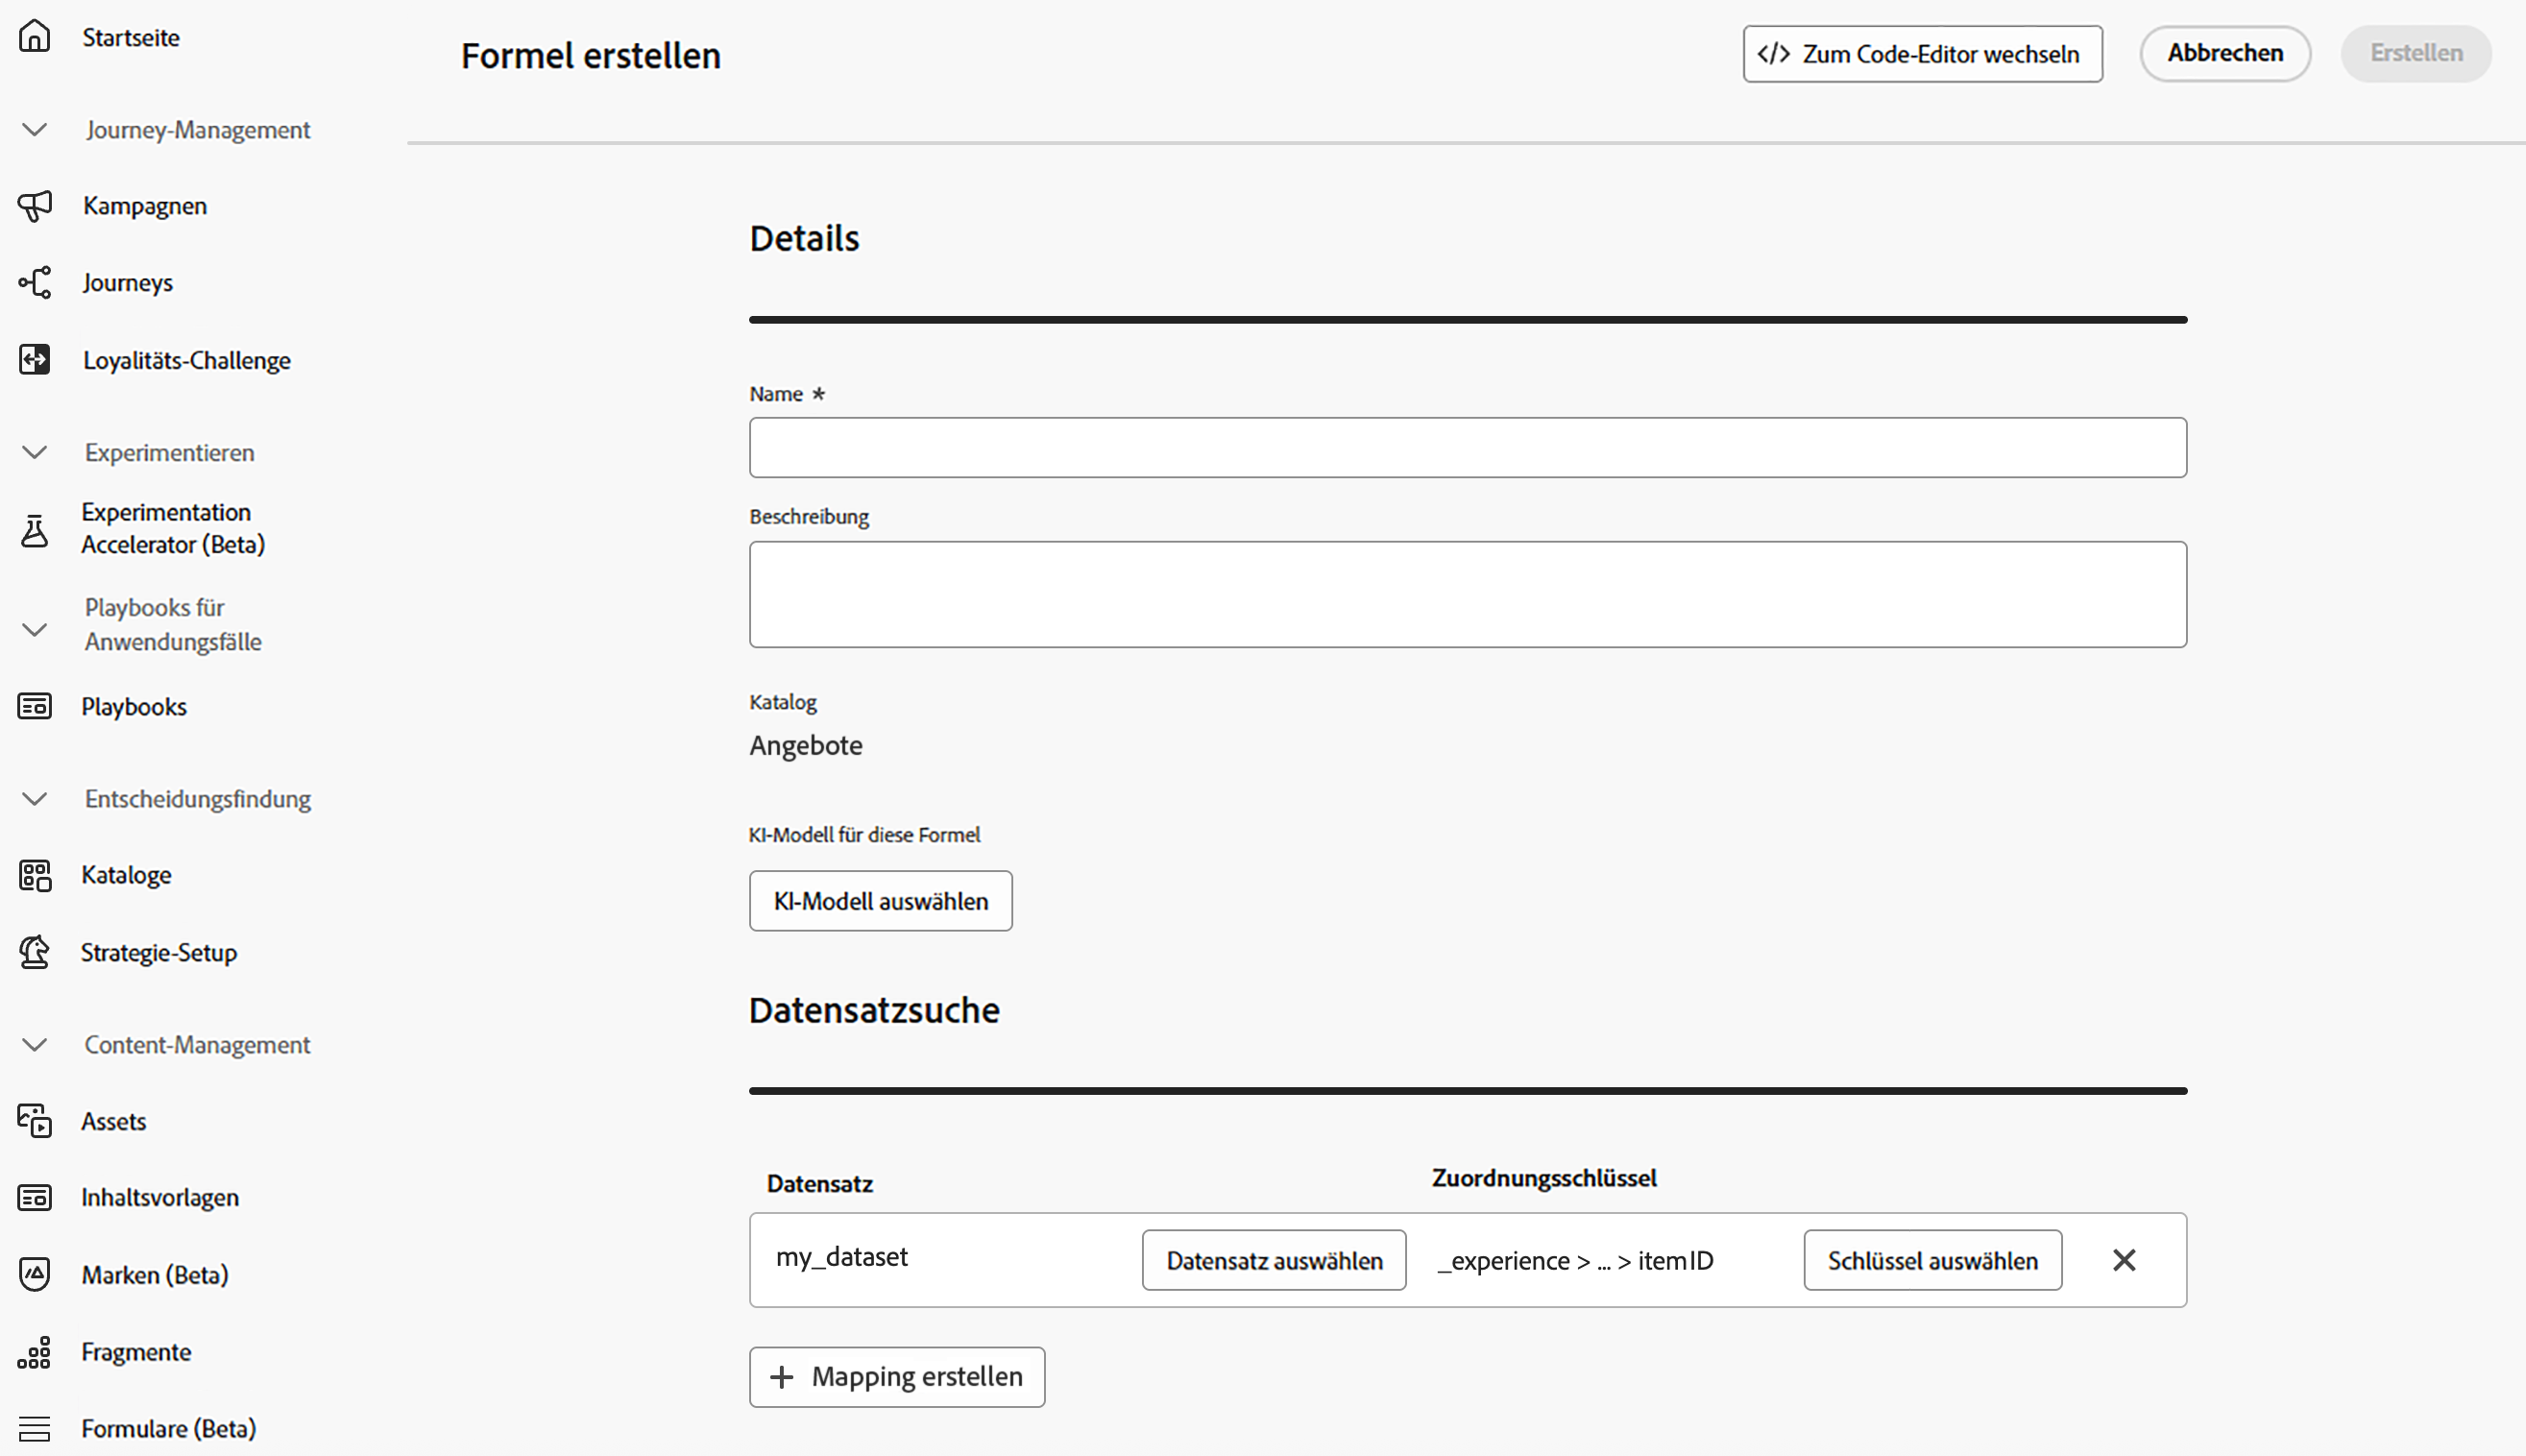 Startseite
Journey-Management
Kampagnen
Journeys
Loyalitäts-Challenge
Experimentieren
Experimentation
Accelerator (Beta)
Playbooks für
Anwendungsfälle
Playbooks
Entscheidungsfindung
Kataloge
Strategie-Setup
Content-Management
Assets
Inhaltsvorlagen
Marken (Beta)
Fragmente
Formulare (Beta)
Formel erstellen
</> Zum Code-Editor wechseln
Abbrechen
Erstellen
Details
Name *
Beschreibung
Katalog
Angebote
KI-Modell für diese Formel
KI-Modell auswählen
Datensatzsuche
Datensatz
Zuordnungsschlüssel
my_dataset
Datensatz auswählen
_experience > ... > itemID
Schlüssel auswählen
+ Mapping erstellen